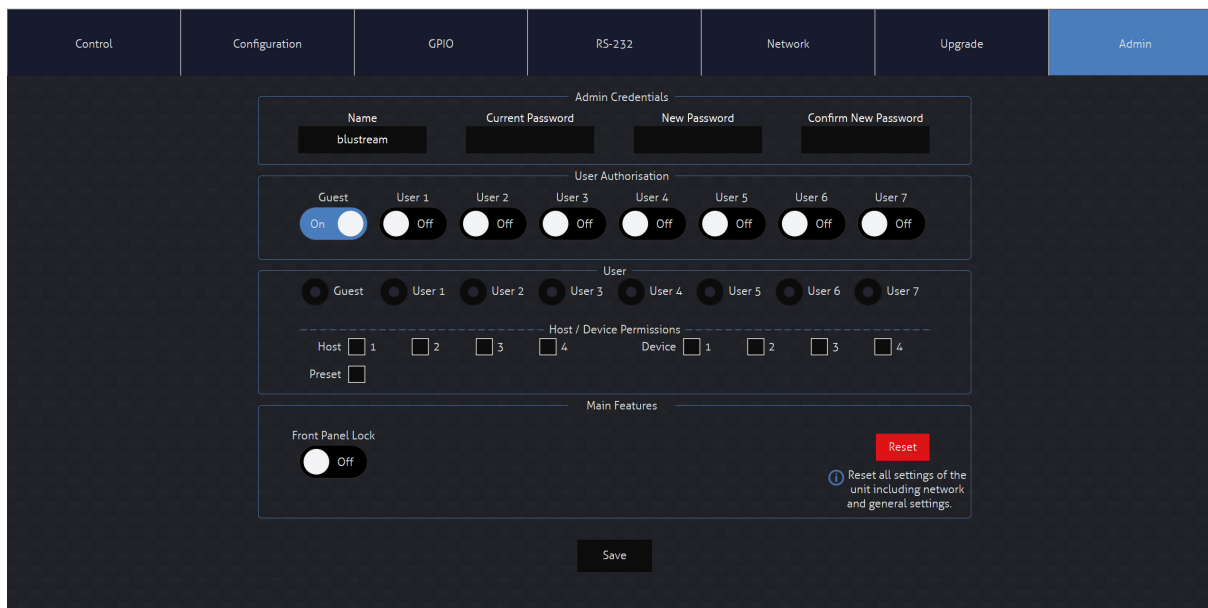 Control Configuration GPIO RS-232 Network Upgrade Admin
Admin Credentials
Name Current Password New Password Confirm New Password
blustream
User Authorisation
Guest User 1 User 2 User 3 User 4 User 5 User 6 User 7
On Off Off Off Off Off Off Off
User
Guest User 1 User 2 User 3 User 4 User 5 User 6 User 7
Host / Device Permissions
Host 1 2 3 4 Device 1 2 3 4
Preset
Main Features
Front Panel Lock
Off
Reset
Reset all settings of the
unit including network
and general settings.
Save